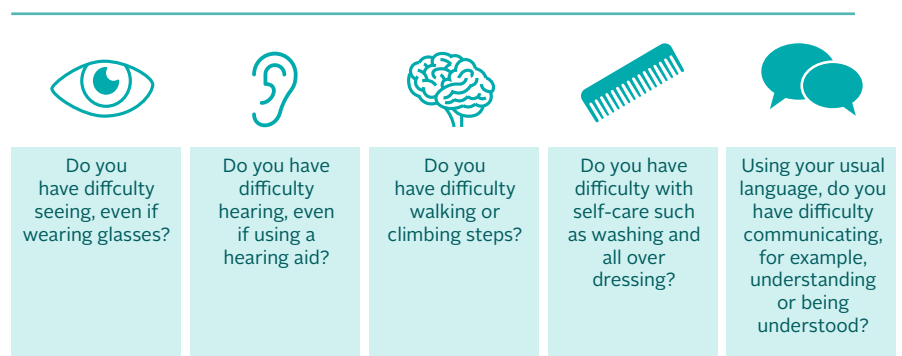 Do you
have diffculty
seeing, even if
wearing glasses?
Do you have
difficulty
hearing, even
if using a
hearing aid?
Do you
have difficulty
walking or
climbing steps?
Do you have
difficulty with
self-care such
as washing and
all over
dressing?
Using your usual
language, do you
have difficulty
communicating,
for example,
understanding
or being
understood?